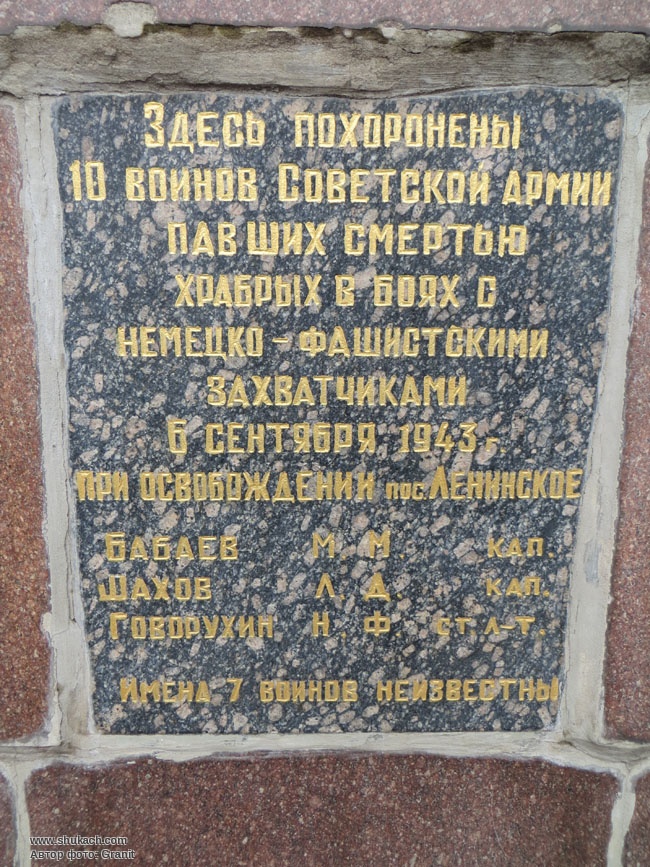 Здесь похоронены
10 воинов Советской армии
павших смертью
храбрых в боях с
немецко - фашистскими
захватчиками
6 сентября 1943 г.
при освобождении пос. Ленинское
Бабаев М. М. кап.
Шахов Л. Д. кап.
Говорухин Н. Ф. ст. л-т.
Имена 7 воинов неизвестны
www.shukach.com
Автор фото: Granit